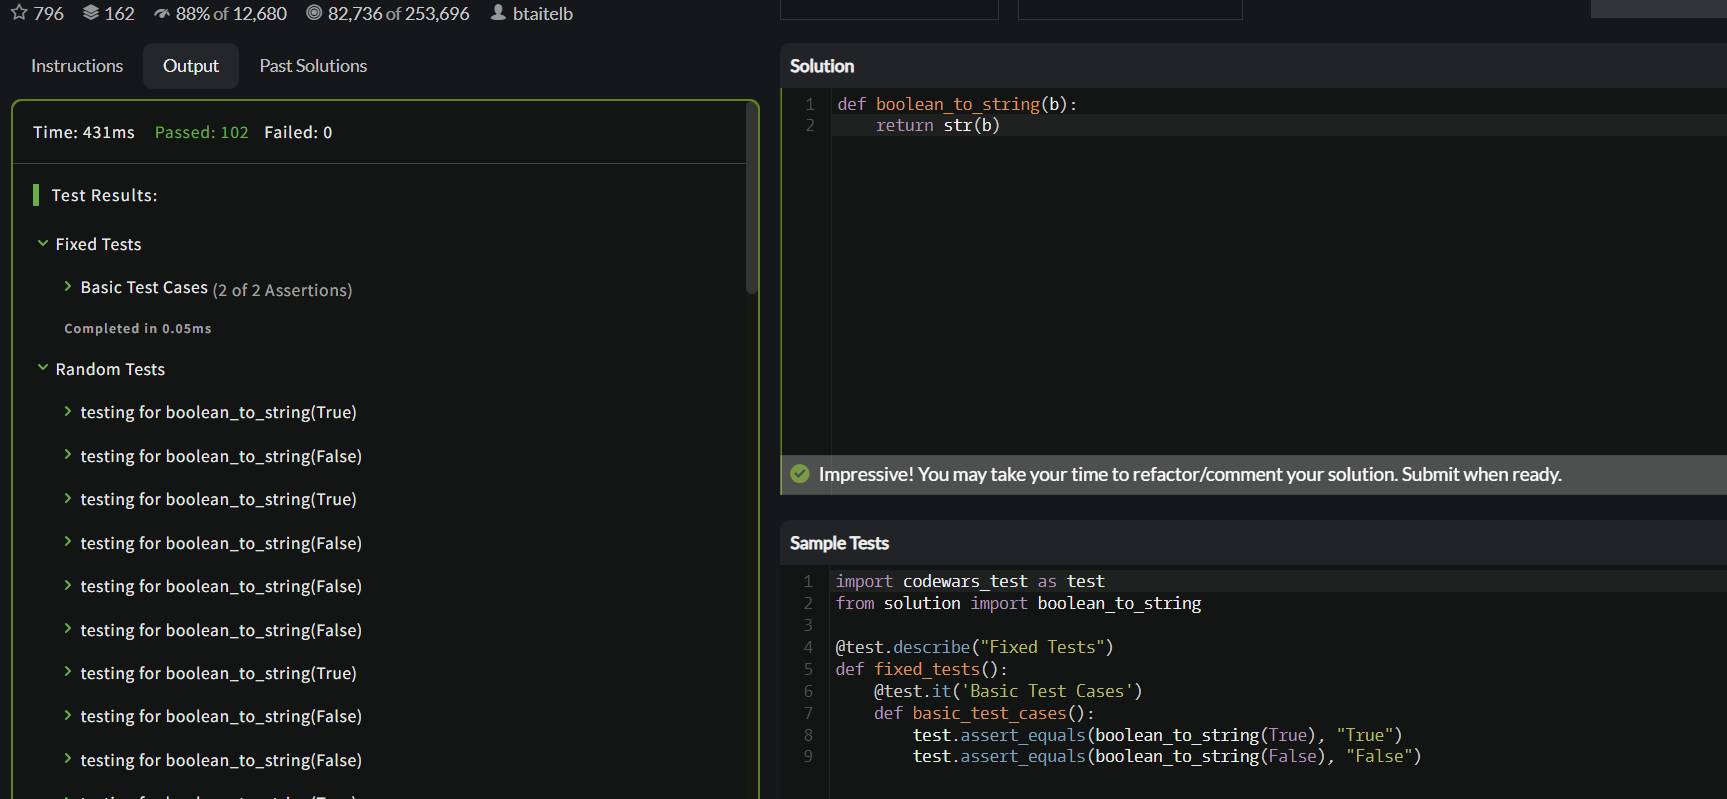 796 162 88% of 12,680 82,736 of 253,696 btaitelb
Instructions Output Past Solutions
Time: 431ms Passed: 102 Failed: 0
Test Results:
Fixed Tests
Basic Test Cases (2 of 2 Assertions)
Completed in 0.05ms
Random Tests
testing for boolean_to_string(True)
testing for boolean_to_string(False)
testing for boolean_to_string(True)
testing for boolean_to_string(False)
testing for boolean_to_string(False)
testing for boolean_to_string(False)
testing for boolean_to_string(True)
testing for boolean_to_string(False)
testing for boolean_to_string(False)
Solution
1 def boolean_to_string(b):
2 return str(b)
Impressive! You may take your time to refactor/comment your solution. Submit when ready.
Sample Tests
1 import codewars_test as test
2 from solution import boolean_to_string
3
4 @test.describe("Fixed Tests")
5 def fixed_tests():
6 @test.it('Basic Test Cases')
7 def basic_test_cases():
8 test.assert_equals(boolean_to_string(True), "True")
9 test.assert_equals(boolean_to_string(False), "False")